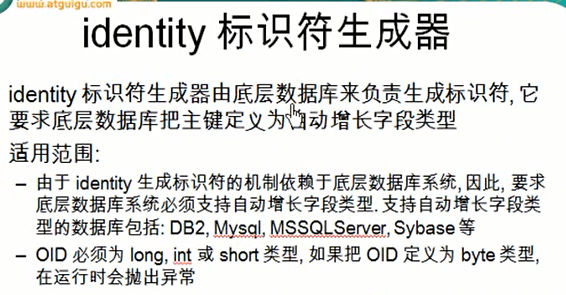 www.atguigu.com
identity 标识符生成器
identity 标识符生成器由底层数据库来负责生成标识符, 它
要求底层数据库把主键定义为自动增长字段类型
适用范围:
– 由于 identity 生成标识符的机制依赖于底层数据库系统, 因此, 要求
底层数据库系统必须支持自动增长字段类型. 支持自动增长字段类
型的数据库包括: DB2, Mysql, MSSQLServer, Sybase 等
– OID 必须为 long, int 或 short 类型, 如果把 OID 定义为 byte 类型,
在运行时会抛出异常